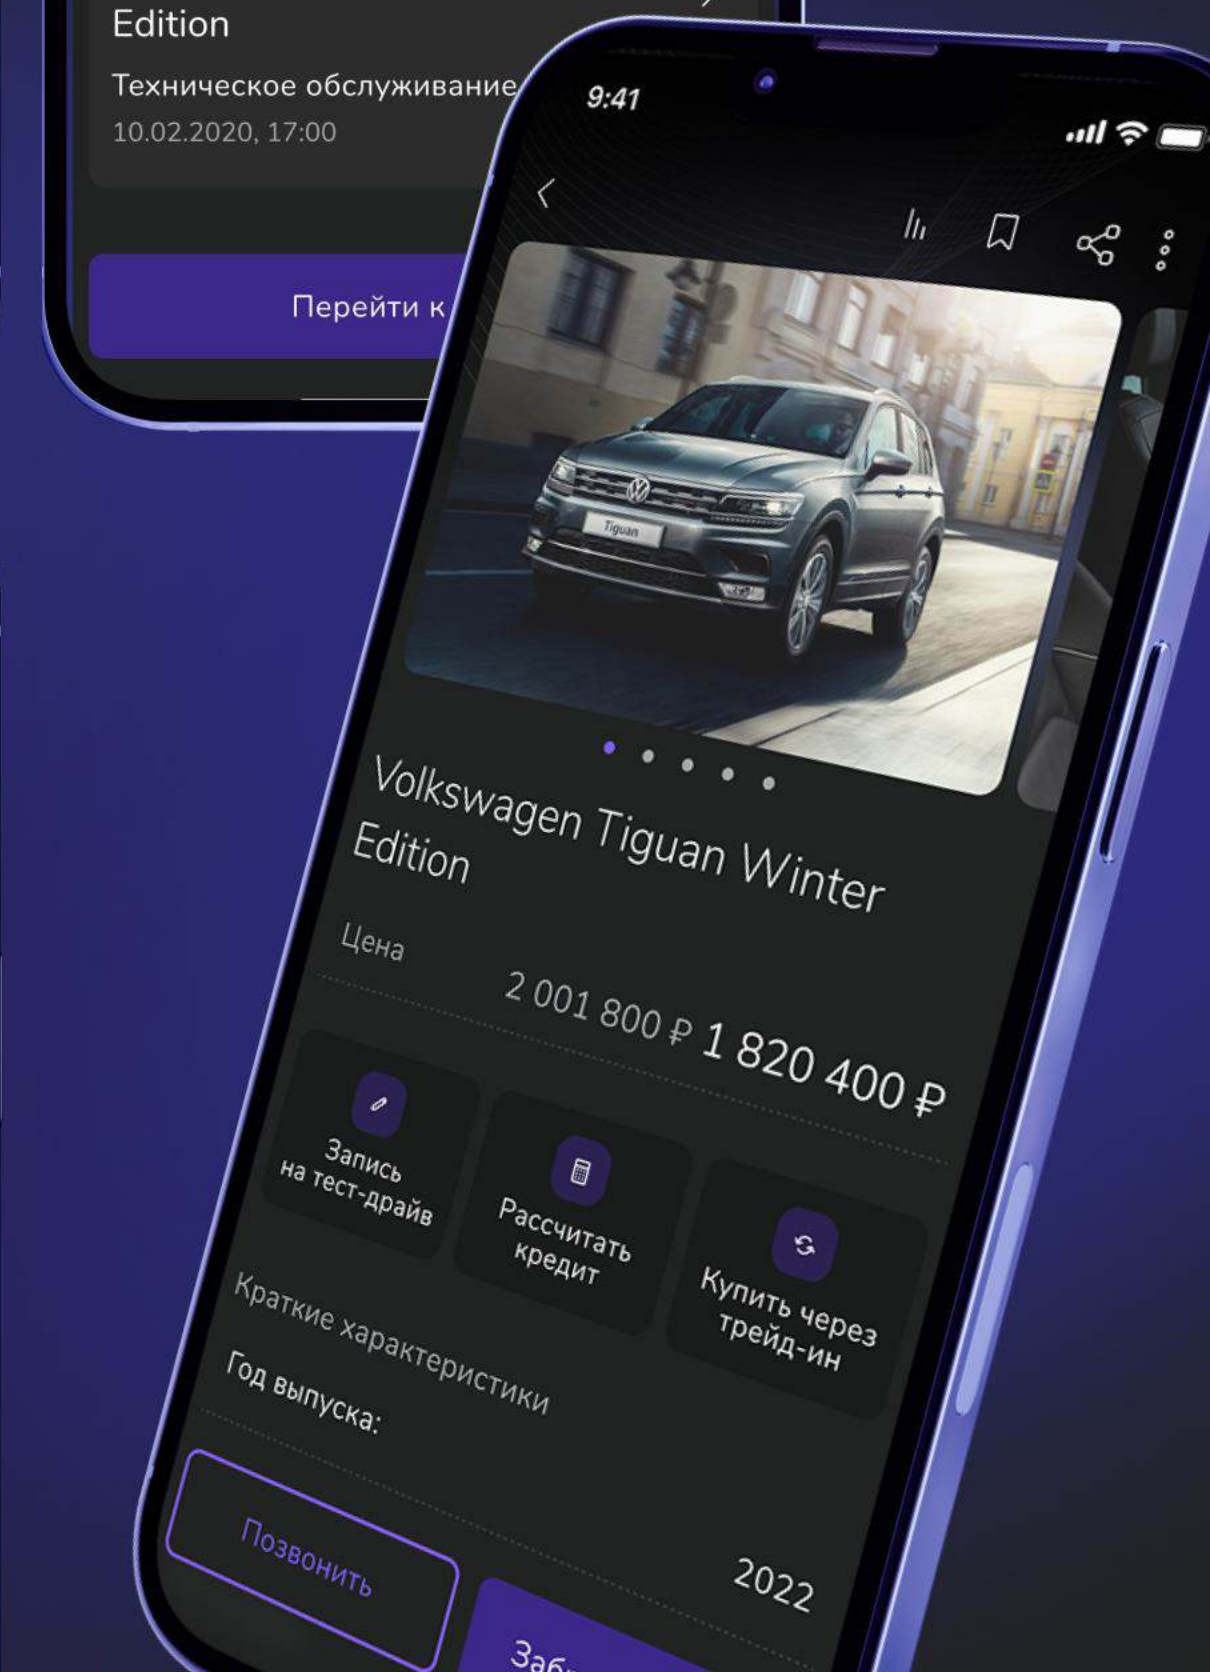 Edition
Техническое обслуживание
10.02.2020, 17:00
Перейти к
9:41
Tiguan
Volkswagen Tiguan Winter
Edition
Цена
2 001 800 ₽ 1 820 400 ₽
Запись
на тест-драйв
Рассчитать
кредит
Купить через
трейд-ин
Краткие характеристики
Год выпуска:
2022
Позвонить